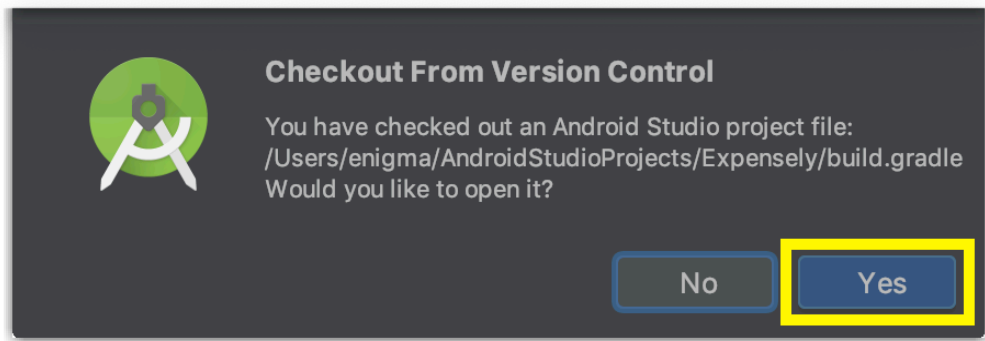 Checkout From Version Control
You have checked out an Android Studio project file:
/Users/enigma/AndroidStudioProjects/Expensely/build.gradle
Would you like to open it?
No
Yes